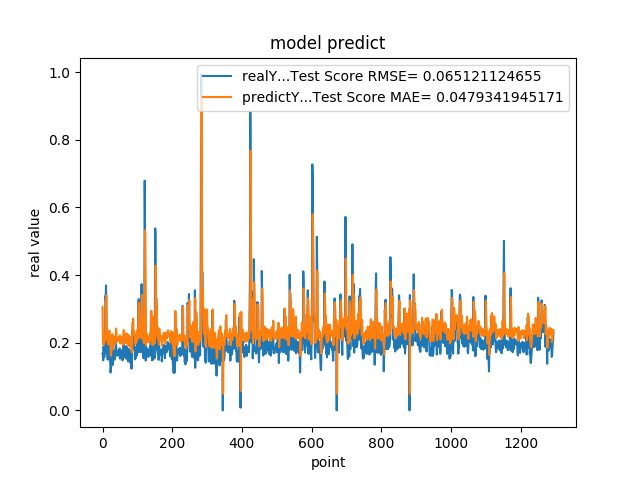 model predict
realY...Test Score RMSE= 0.065121124655
predictY...Test Score MAE= 0.0479341945171
1.0
0.8
0.6
0.4
0.2
0.0
real value
0 200 400 600 800 1000 1200
point